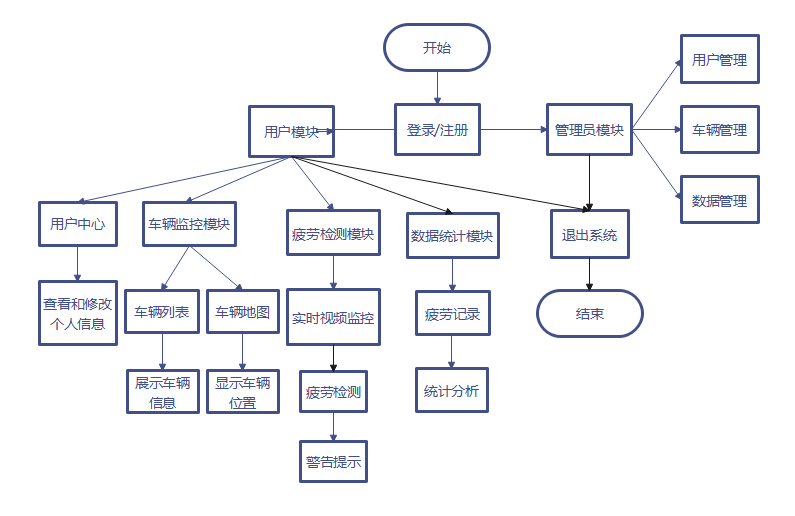 开始
用户管理
用户模块
登录/注册
管理员模块
车辆管理
数据管理
用户中心
车辆监控模块
疲劳检测模块
数据统计模块
退出系统
查看和修改
个人信息
车辆列表
车辆地图
实时视频监控
疲劳记录
结束
展示车辆
信息
显示车辆
位置
疲劳检测
统计分析
警告提示